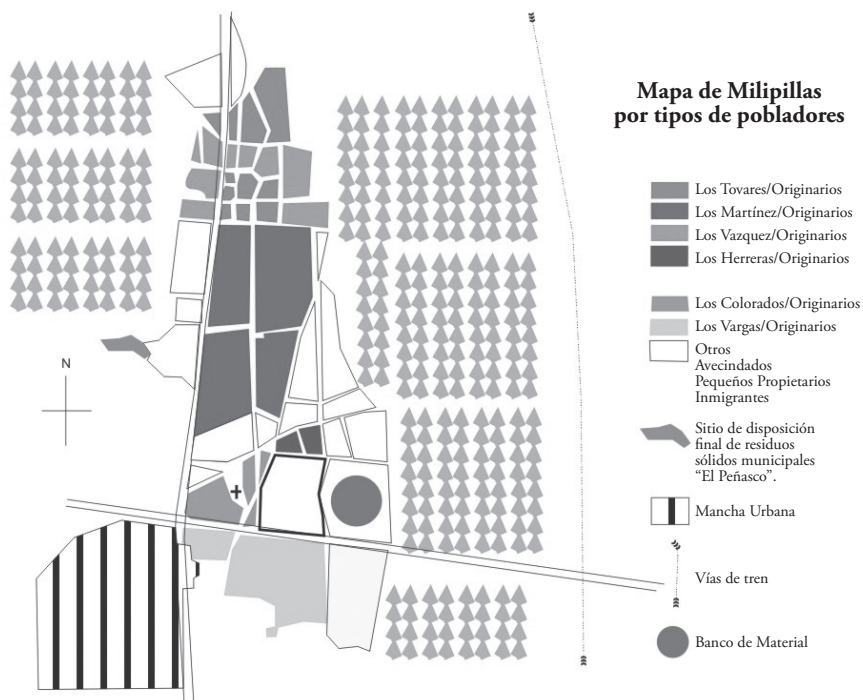 Mapa de Milipillas
por tipos de pobladores
Los Tovares/Originarios
Los Martínez/Originarios
Los Vazquez/Originarios
Los Herreras/Originarios
Los Colorados/Originarios
Los Vargas/Originarios
Otros
Avecindados
Pequeños Propietarios
Inmigrantes
N
Sitio de disposición
final de residuos
sólidos municipales
“El Peñasco”.
Mancha Urbana
Vías de tren
Banco de Material